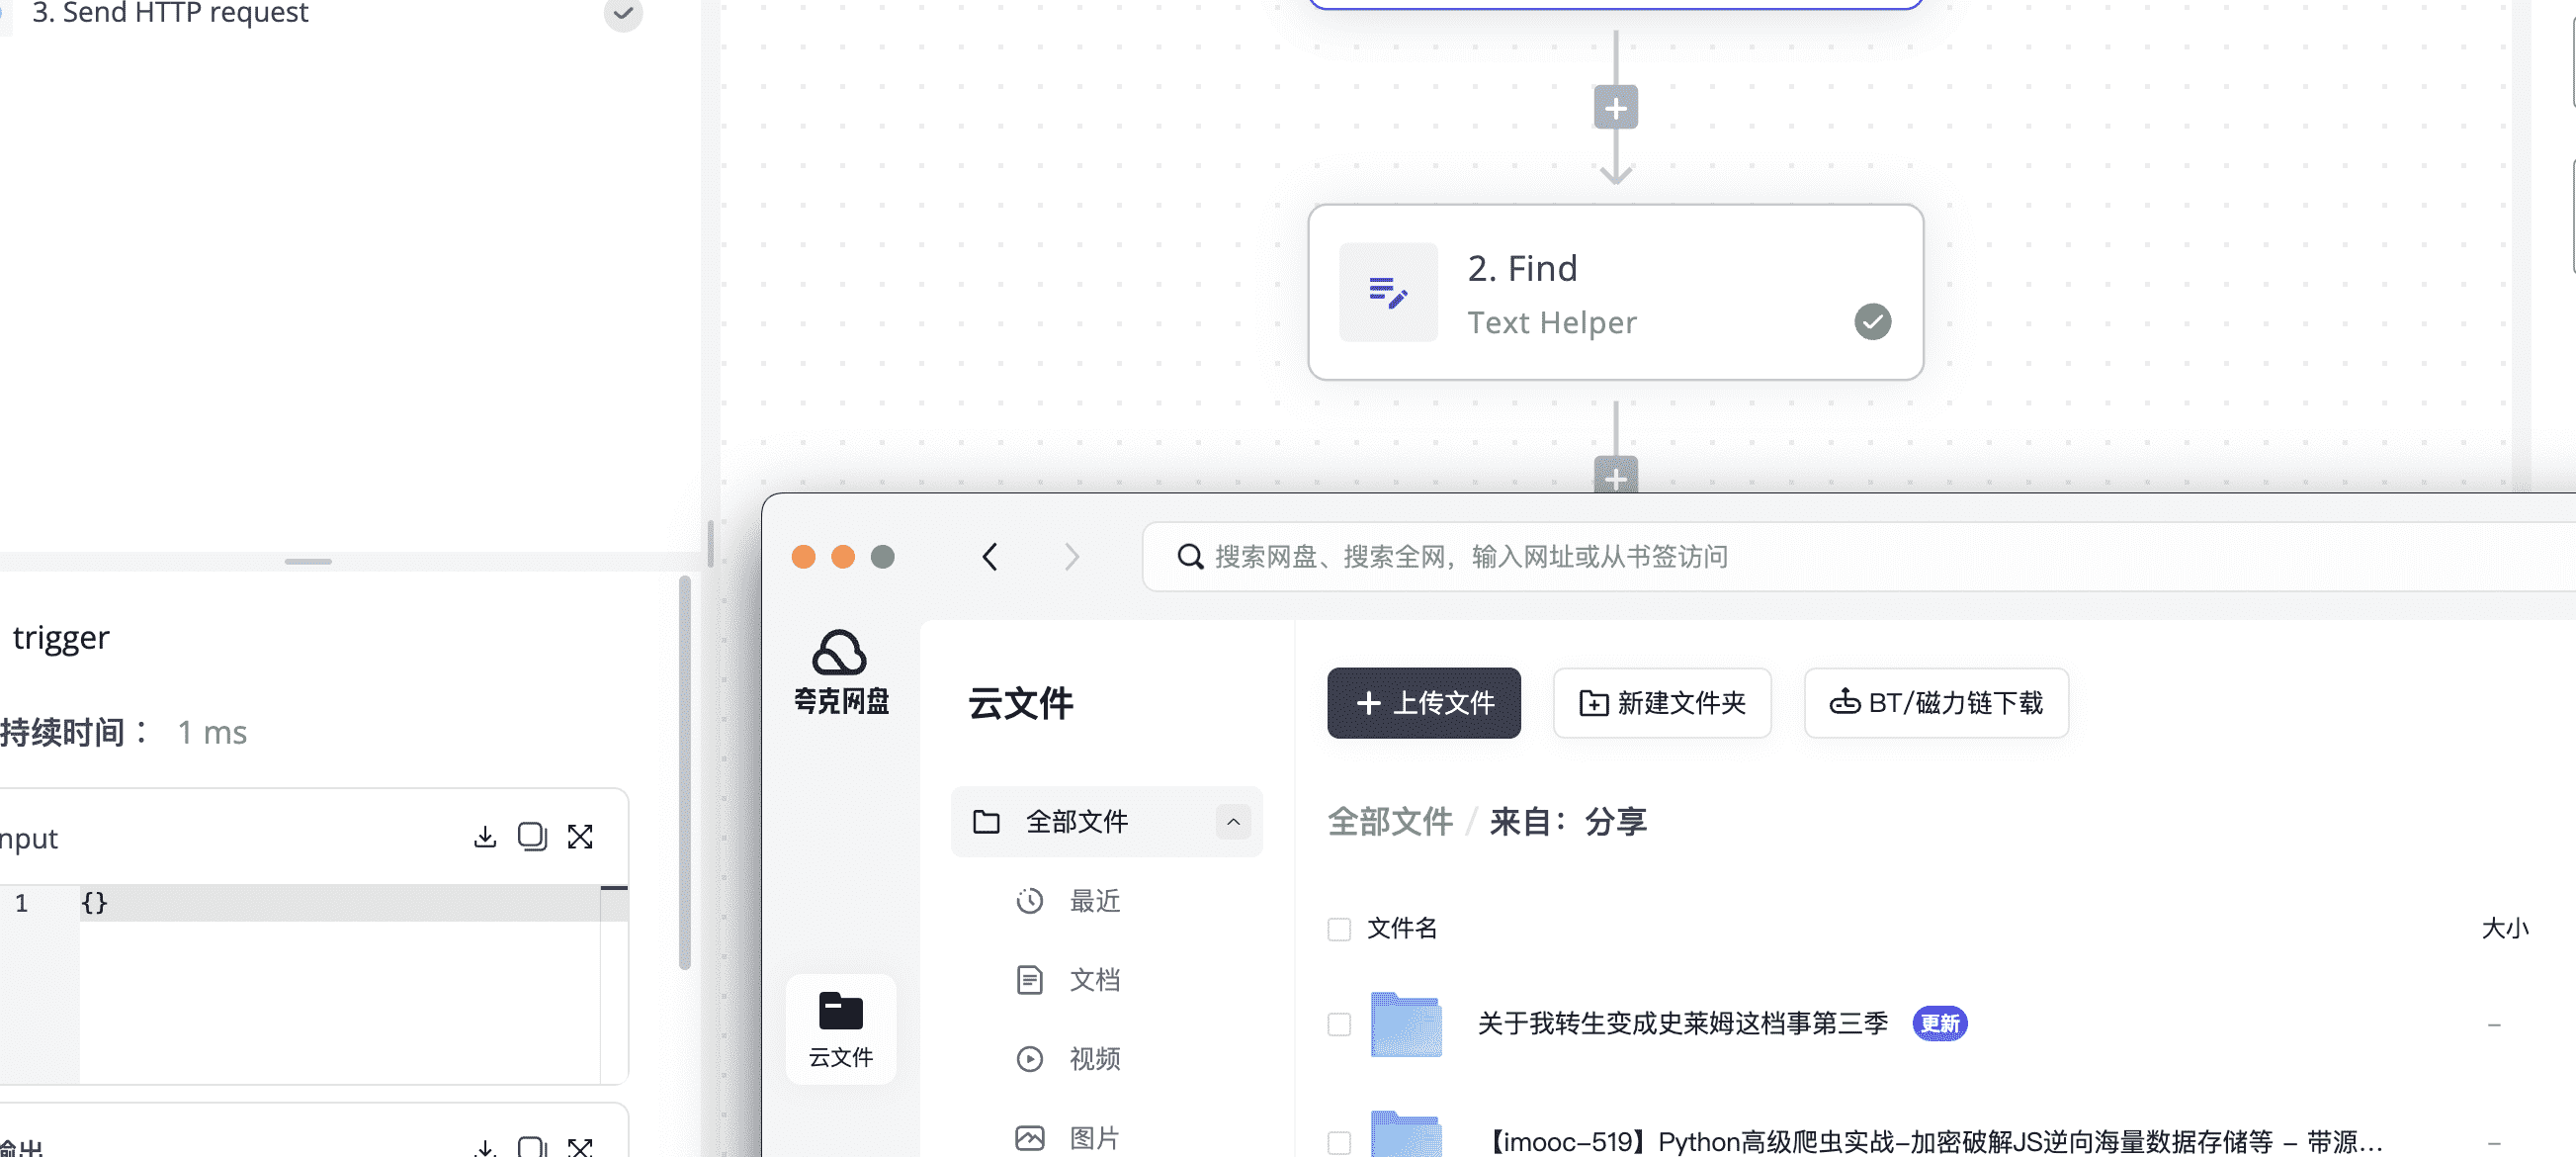 3. Send HTTP request
2. Find
Text Helper
trigger
持续时间： 1 ms
nput
1 {}
输出
搜索网盘、搜索全网，输入网址或从书签访问
夸克网盘
云文件
云文件
全部文件
最近
文档
视频
图片
上传文件
新建文件夹
BT/磁力链下载
全部文件 / 来自：分享
文件名
大小
关于我转生变成史莱姆这档事第三季 更新 –
【imooc-519】Python高级爬虫实战-加密破解JS逆向海量数据存储等 – 带源... –